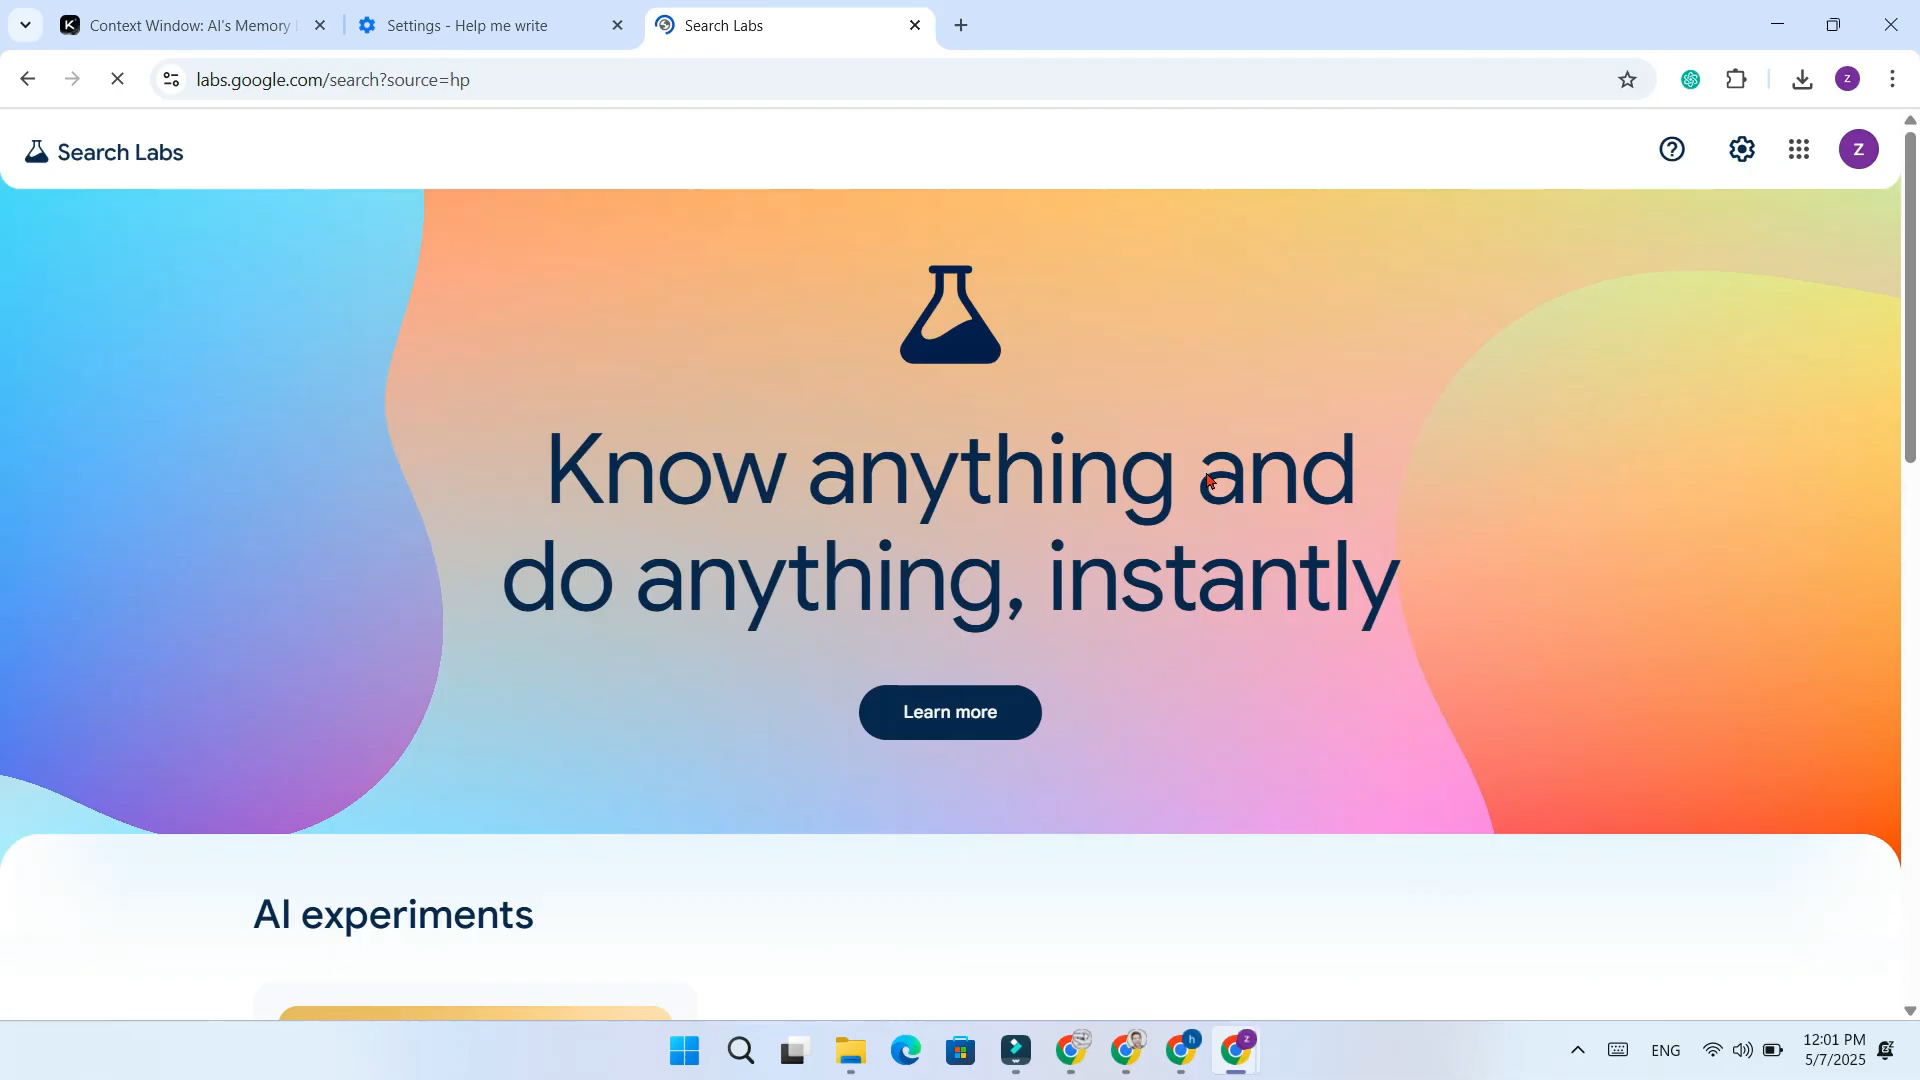 Context Window: AI's Memory
Settings - Help me write
Search Labs
labs.google.com/search?source=hp
z
Search Labs
z
Know anything and
do anything, instantly
Learn more
AI experiments
h
z
ENG
12:01 PM
5/7/2025